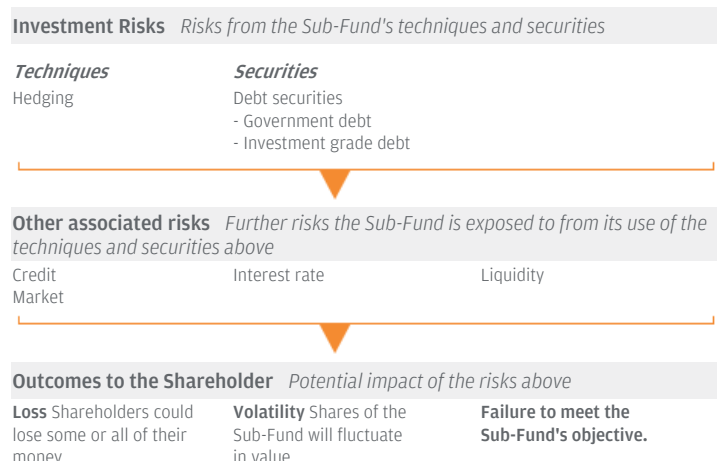 Investment Risks Risks from the Sub-Fund's techniques and securities
Techniques Securities
Hedging Debt securities
- Government debt
- Investment grade debt
Other associated risks Further risks the Sub-Fund is exposed to from its use of the
techniques and securities above
Credit Interest rate Liquidity
Market
Outcomes to the Shareholder Potential impact of the risks above
Loss Shareholders could Volatility Shares of the Failure to meet the
lose some or all of their Sub-Fund will fluctuate Sub-Fund's objective.
money in value